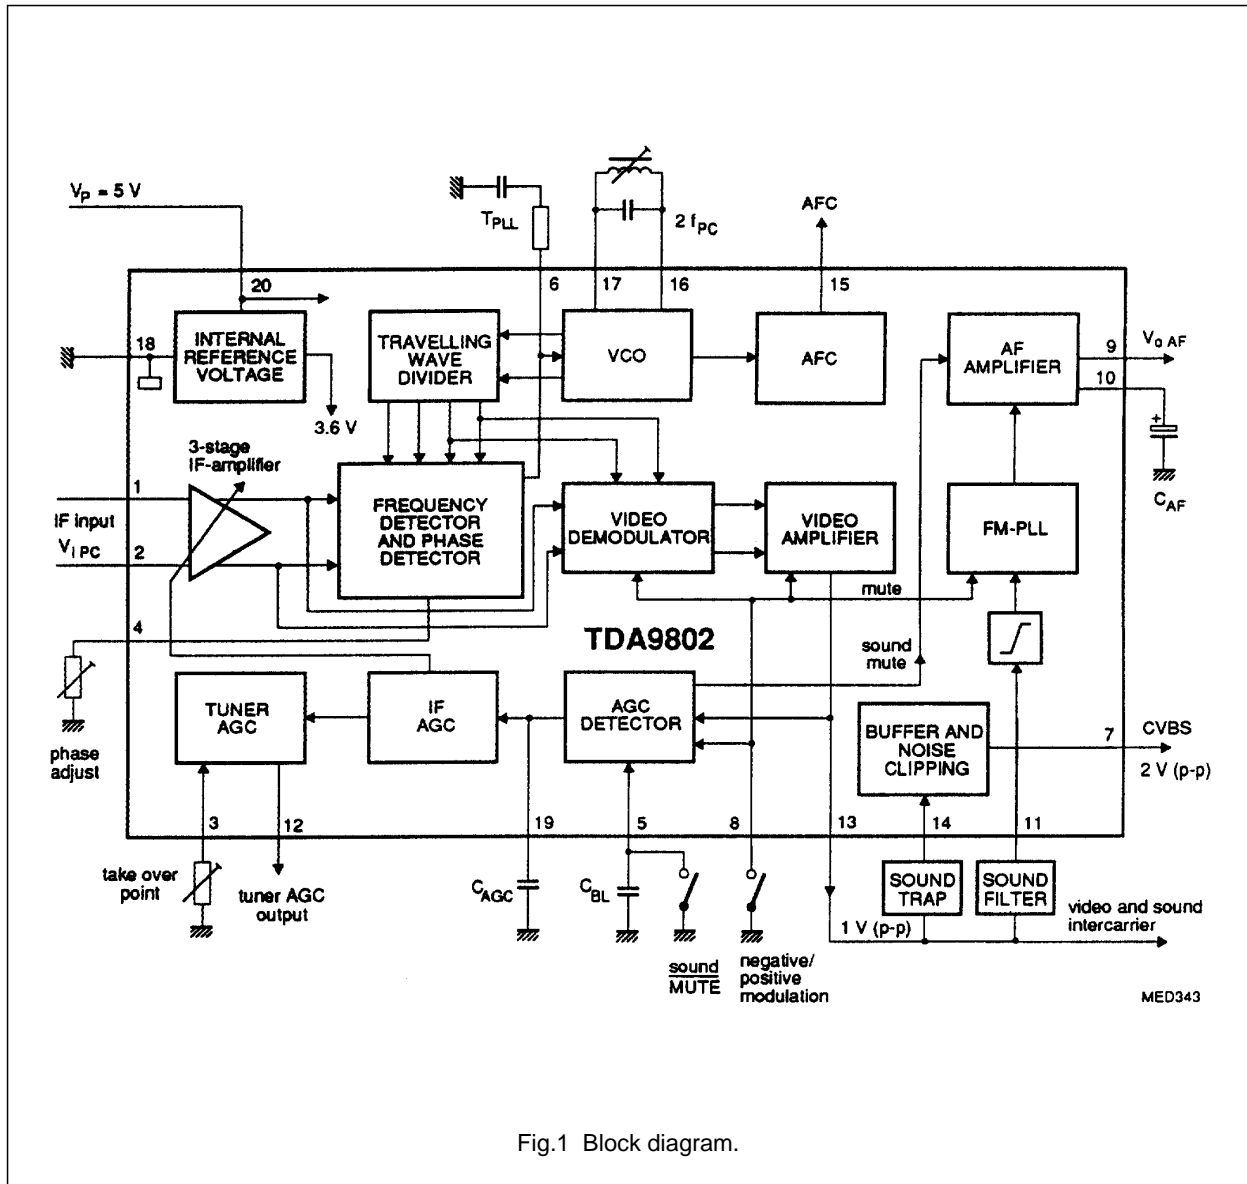 V_P = 5 V
T_PLL
2 f_PC
AFC
20
6
17
16
15
18
INTERNAL
REFERENCE
VOLTAGE
3.6 V
TRAVELLING
WAVE
DIVIDER
VCO
AFC
AF
AMPLIFIER
9
V_o AF
10
+
C_AF
3-stage
IF-amplifier
1
IF input
V_i PC
2
FREQUENCY
DETECTOR
AND PHASE
DETECTOR
VIDEO
DEMODULATOR
VIDEO
AMPLIFIER
FM-PLL
mute
4
TDA9802
sound
mute
phase
adjust
TUNER
AGC
IF
AGC
AGC
DETECTOR
BUFFER AND
NOISE
CLIPPING
7
CVBS
2 V (p-p)
3
12
19
5
8
13
14
11
take over
point
tuner AGC
output
C_AGC
C_BL
sound
MUTE
negative/
positive
modulation
SOUND
TRAP
SOUND
FILTER
1 V (p-p)
video and sound
intercarrier
MED343
Fig.1 Block diagram.